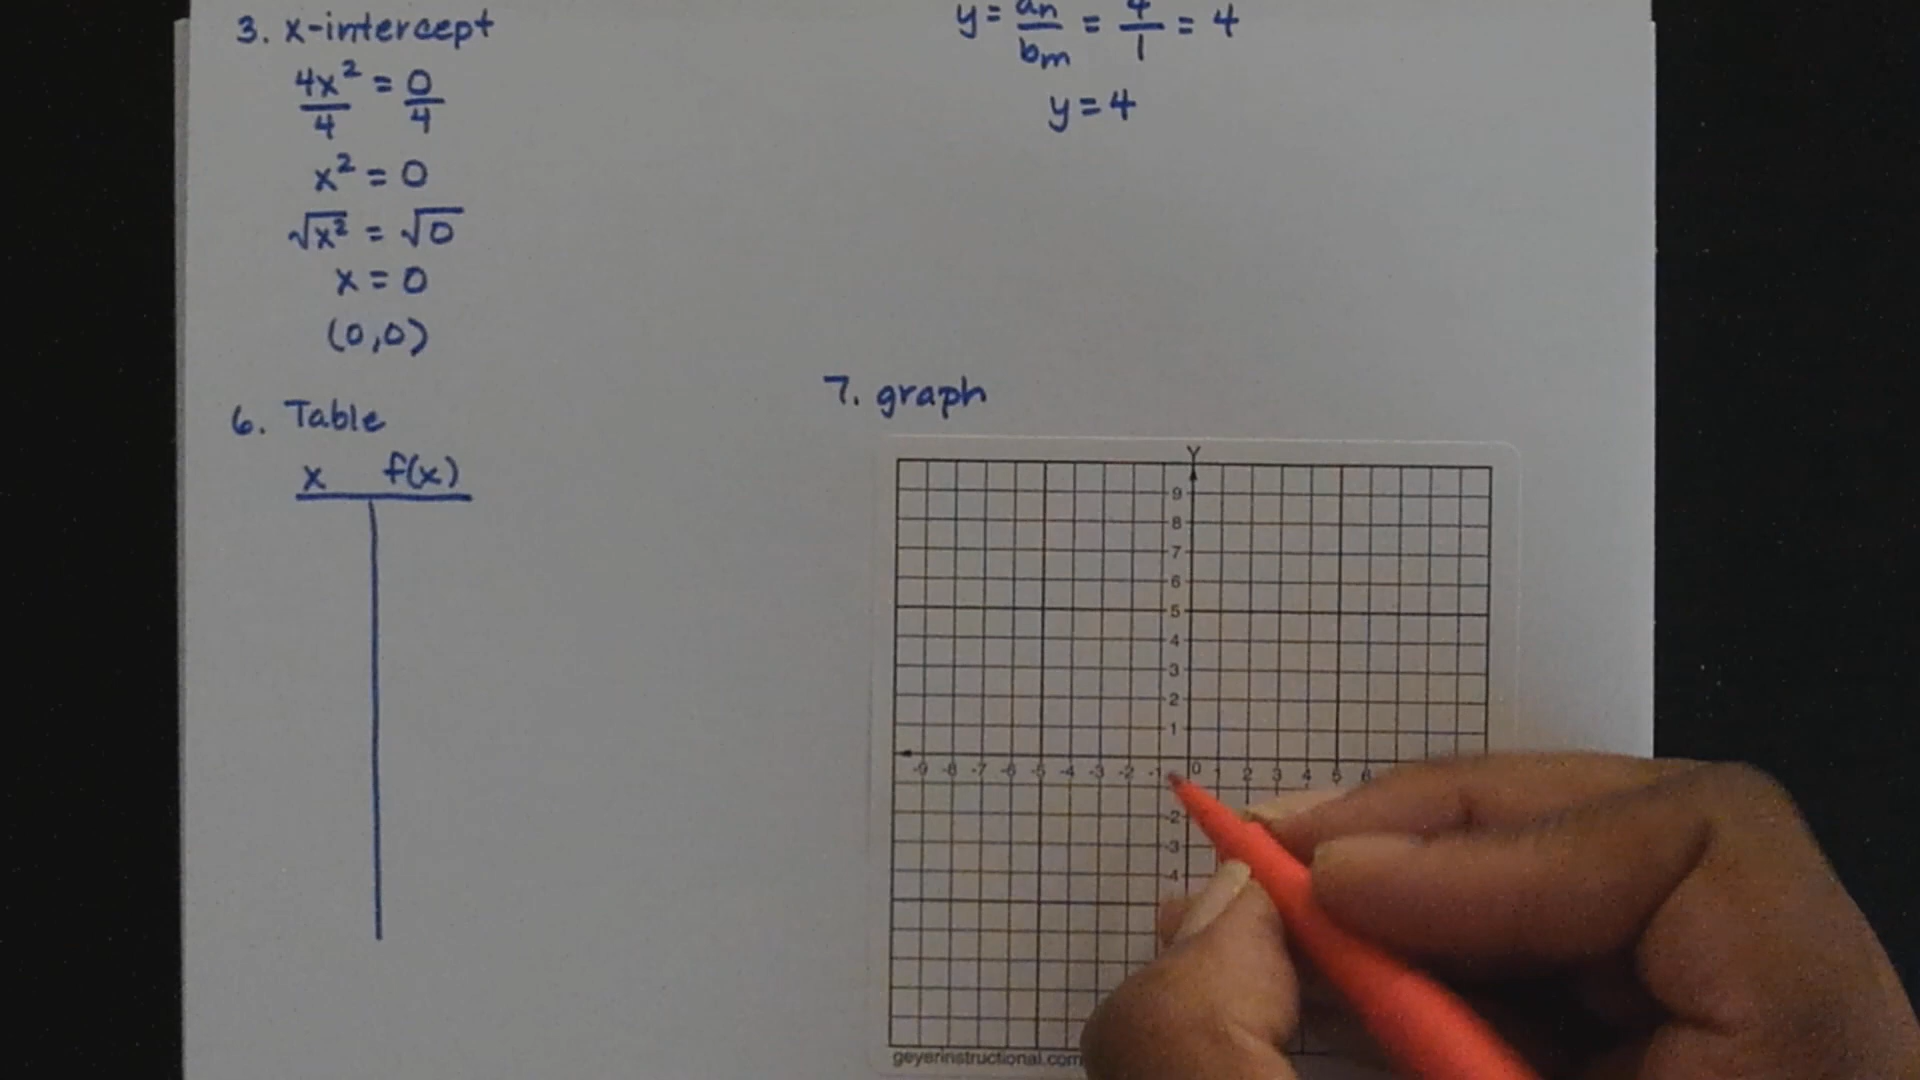 3. x-intercept
4x² = 0
4 4
x² = 0
√x² = √0
x = 0
(0,0)
y = an = 4 = 4
bm 1
y = 4
6. Table
x f(x)
7. graph
Y
9
8
7
6
5
4
3
2
1
-9 -8 -7 -6 -5 -4 -3 -2 -1 0 1 2 3 4 5 6
-2
-3
-4
geyerinstructional.com